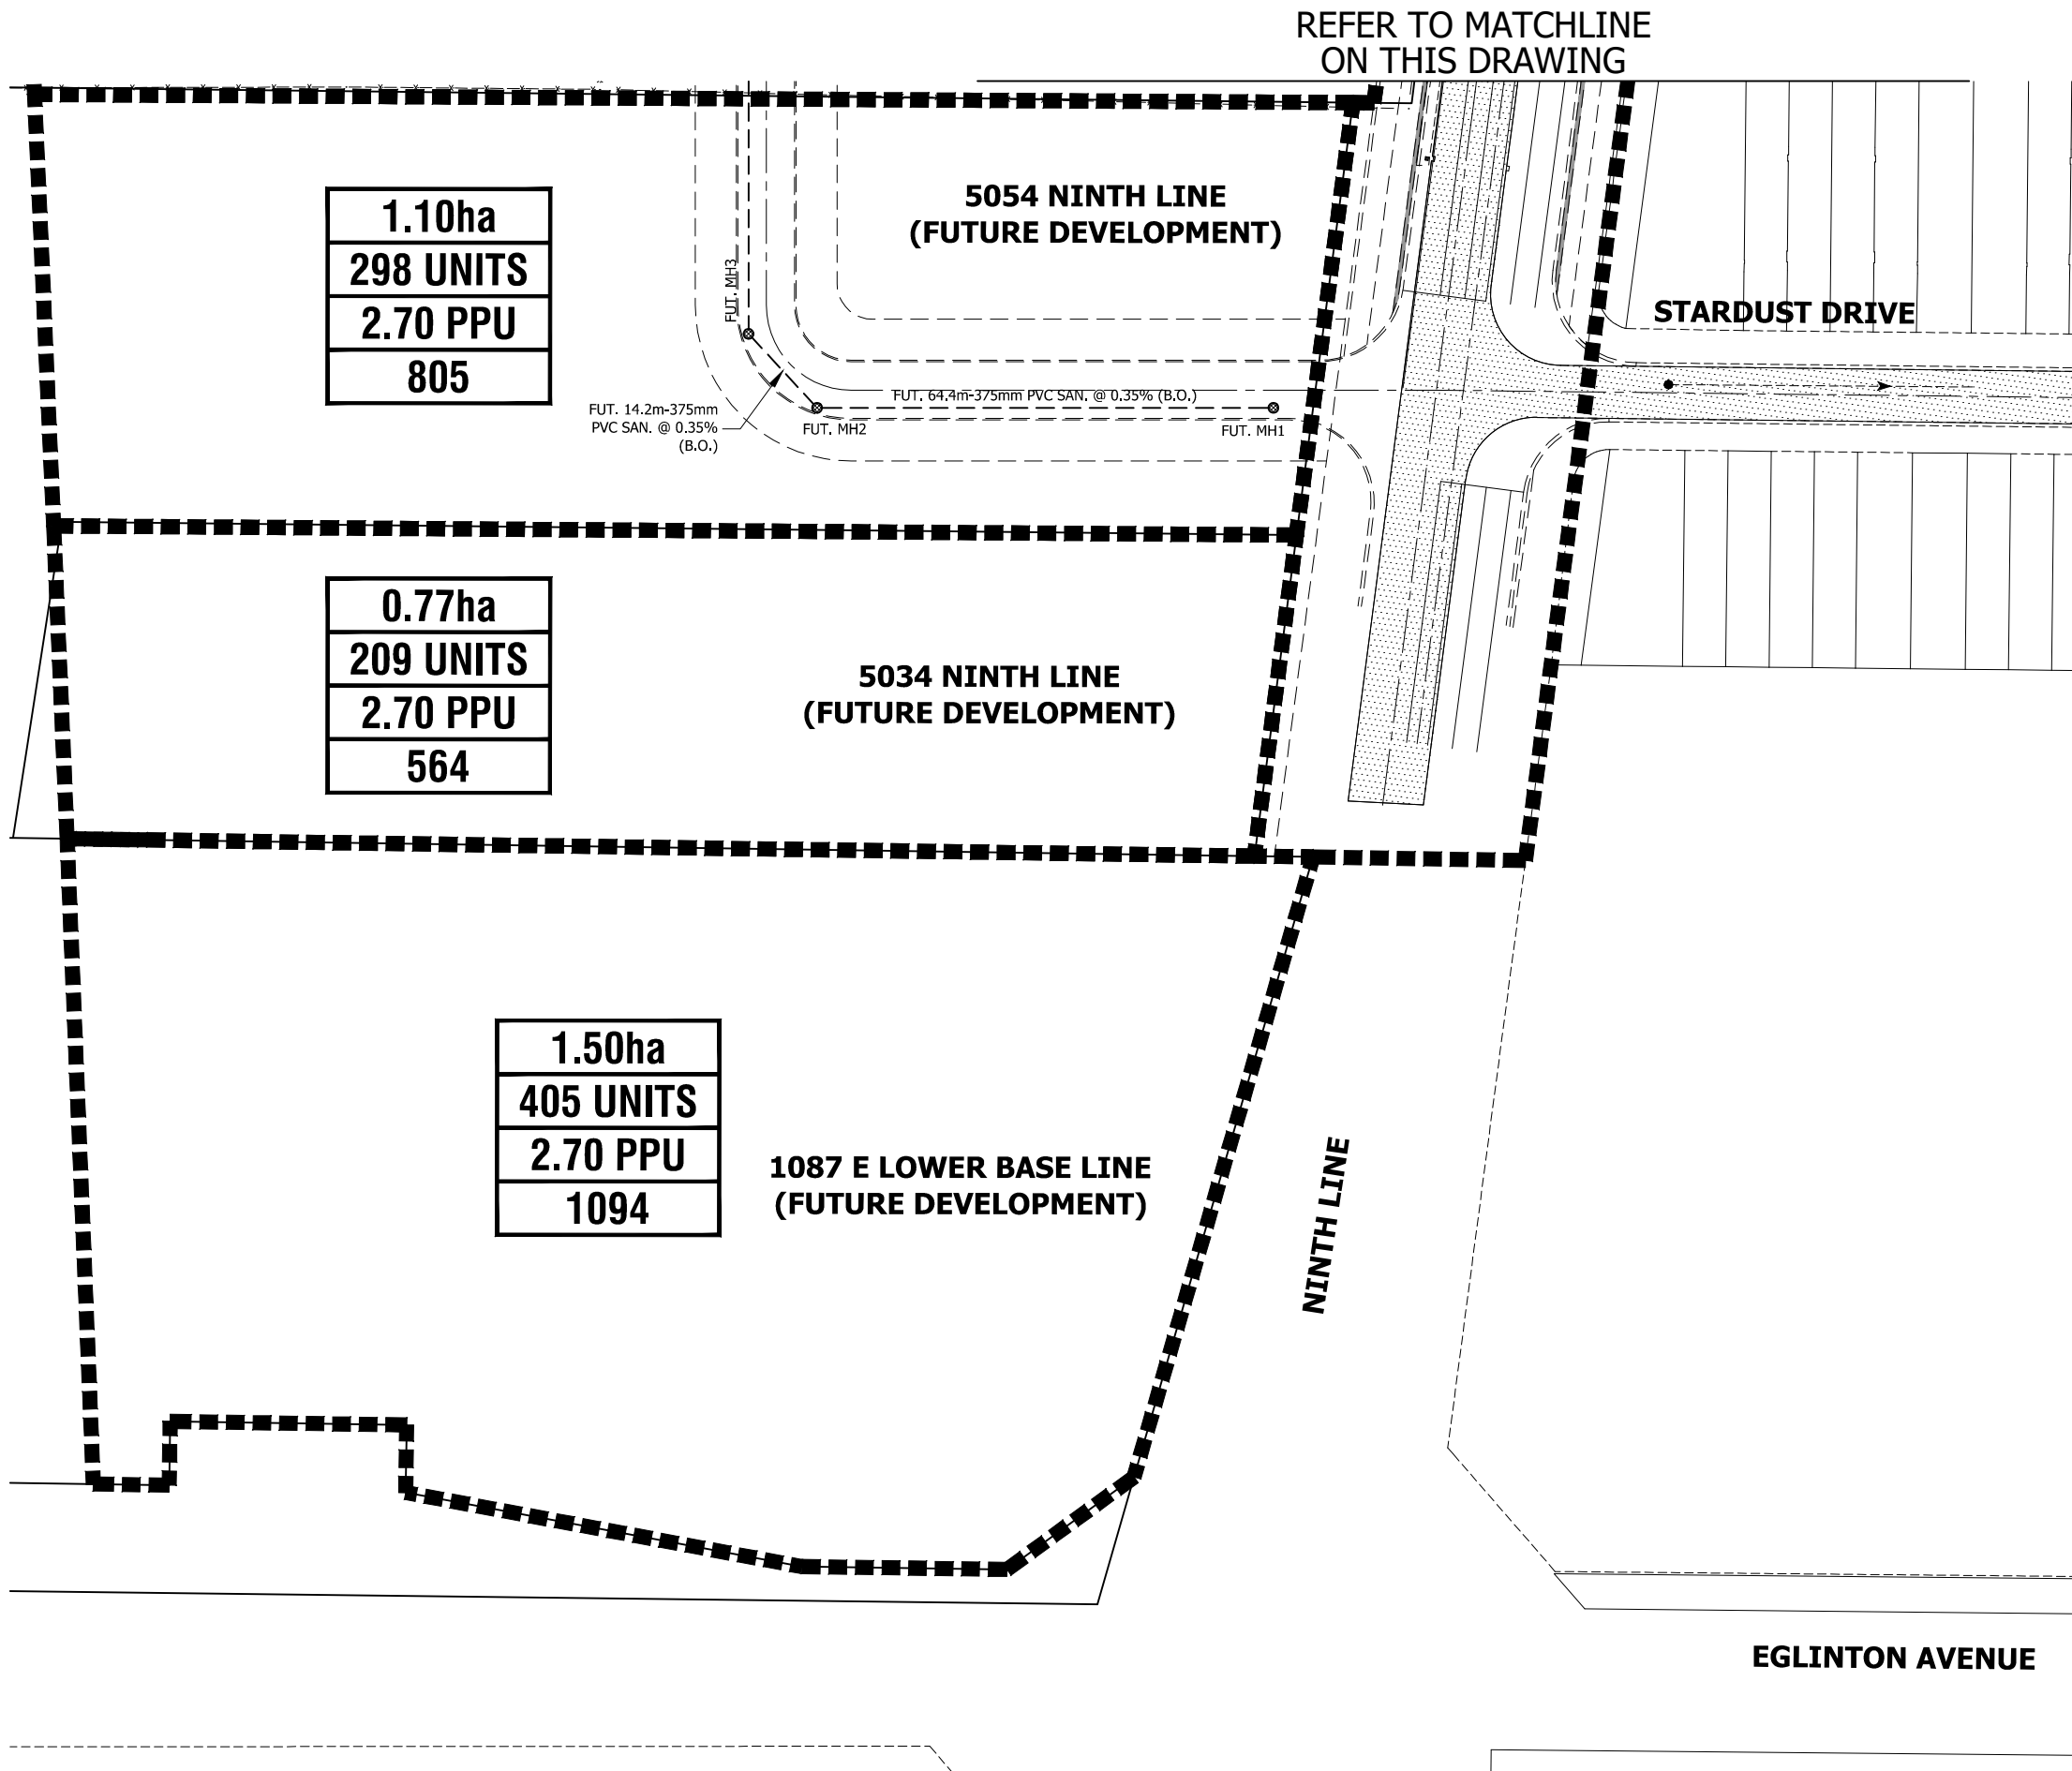 REFER TO MATCHLINE
ON THIS DRAWING
1.10ha
298 UNITS
2.70 PPU
805
5054 NINTH LINE
(FUTURE DEVELOPMENT)
FUT. MH3
STARDUST DRIVE
FUT. 14.2m-375mm
PVC SAN. @ 0.35%
(B.O.)
FUT. MH2
FUT. 64.4m-375mm PVC SAN. @ 0.35% (B.O.)
FUT. MH1
0.77ha
209 UNITS
2.70 PPU
564
5034 NINTH LINE
(FUTURE DEVELOPMENT)
1.50ha
405 UNITS
2.70 PPU
1094
1087 E LOWER BASE LINE
(FUTURE DEVELOPMENT)
NINTH LINE
EGLINTON AVENUE